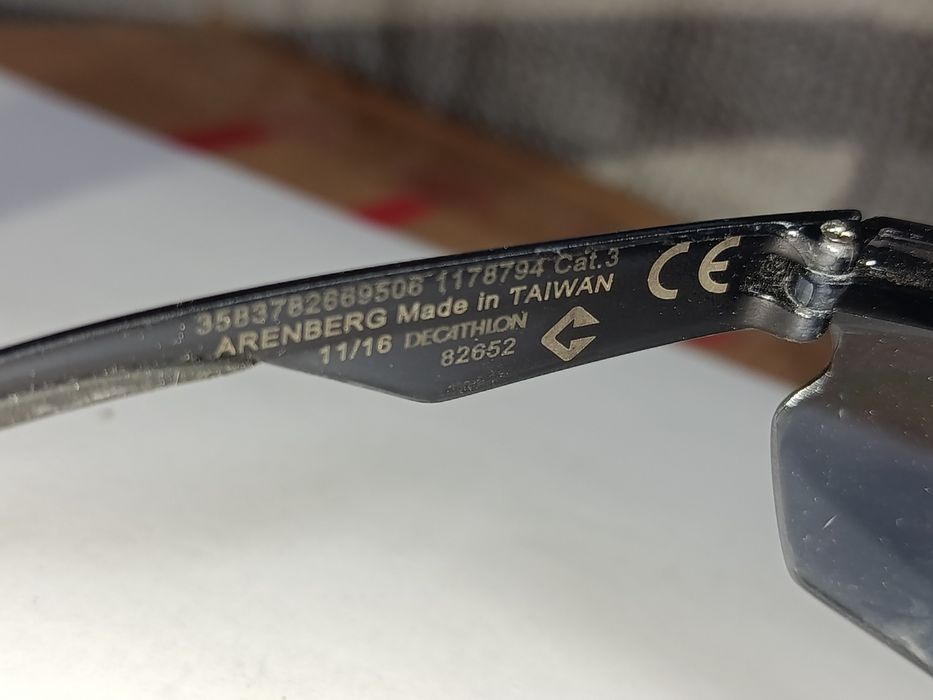 3583782669506 1178794 Cat.3
ARENBERG Made in TAIWAN
11/16 DECATHLON
82652
CE